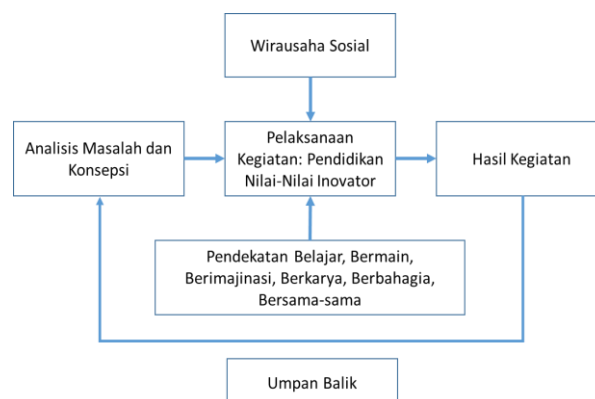 Wirausaha Sosial
Analisis Masalah dan
Konsepsi
Pelaksanaan
Kegiatan: Pendidikan
Nilai-Nilai Inovator
Hasil Kegiatan
Pendekatan Belajar, Bermain,
Berimajinasi, Berkarya, Berbahagia,
Bersama-sama
Umpan Balik